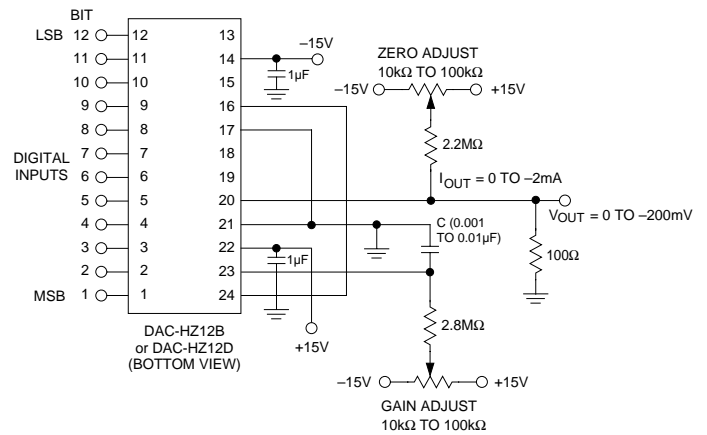 BIT
LSB 12 12 13
11 11 14
10 10 15
9 9 16
8 8 17
7 7 18
6 6 19
5 5 20
4 4 21
3 3 22
2 2 23
MSB 1 1 24
DIGITAL
INPUTS
DAC-HZ12B
or DAC-HZ12D
(BOTTOM VIEW)
–15V
1µF
1µF
+15V
ZERO ADJUST
10kΩ TO 100kΩ
–15V +15V
2.2MΩ
IOUT = 0 TO –2mA
VOUT = 0 TO –200mV
C (0.001
TO 0.01µF)
100Ω
2.8MΩ
–15V +15V
GAIN ADJUST
10kΩ TO 100kΩ